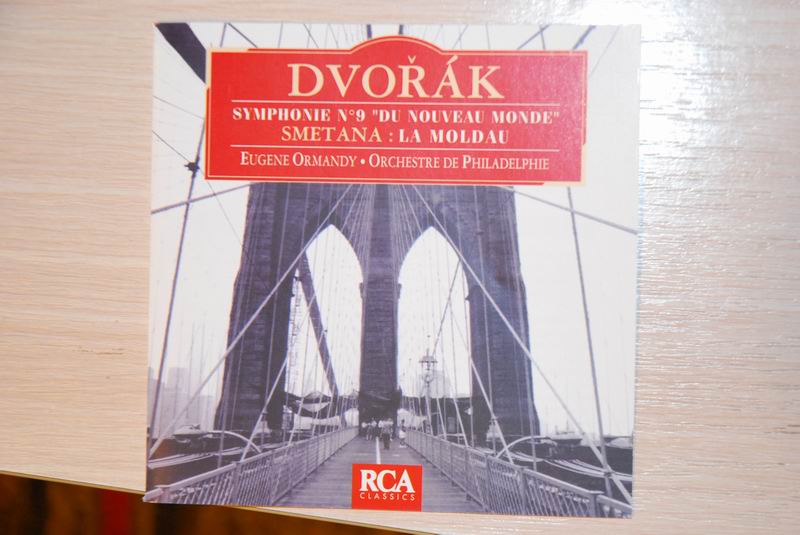 DVOŘÁK
SYMPHONIE N°9 "DU NOUVEAU MONDE"
SMETANA : LA MOLDAU
EUGENE ORMANDY • ORCHESTRE DE PHILADELPHIE
RCA
CLASSICS